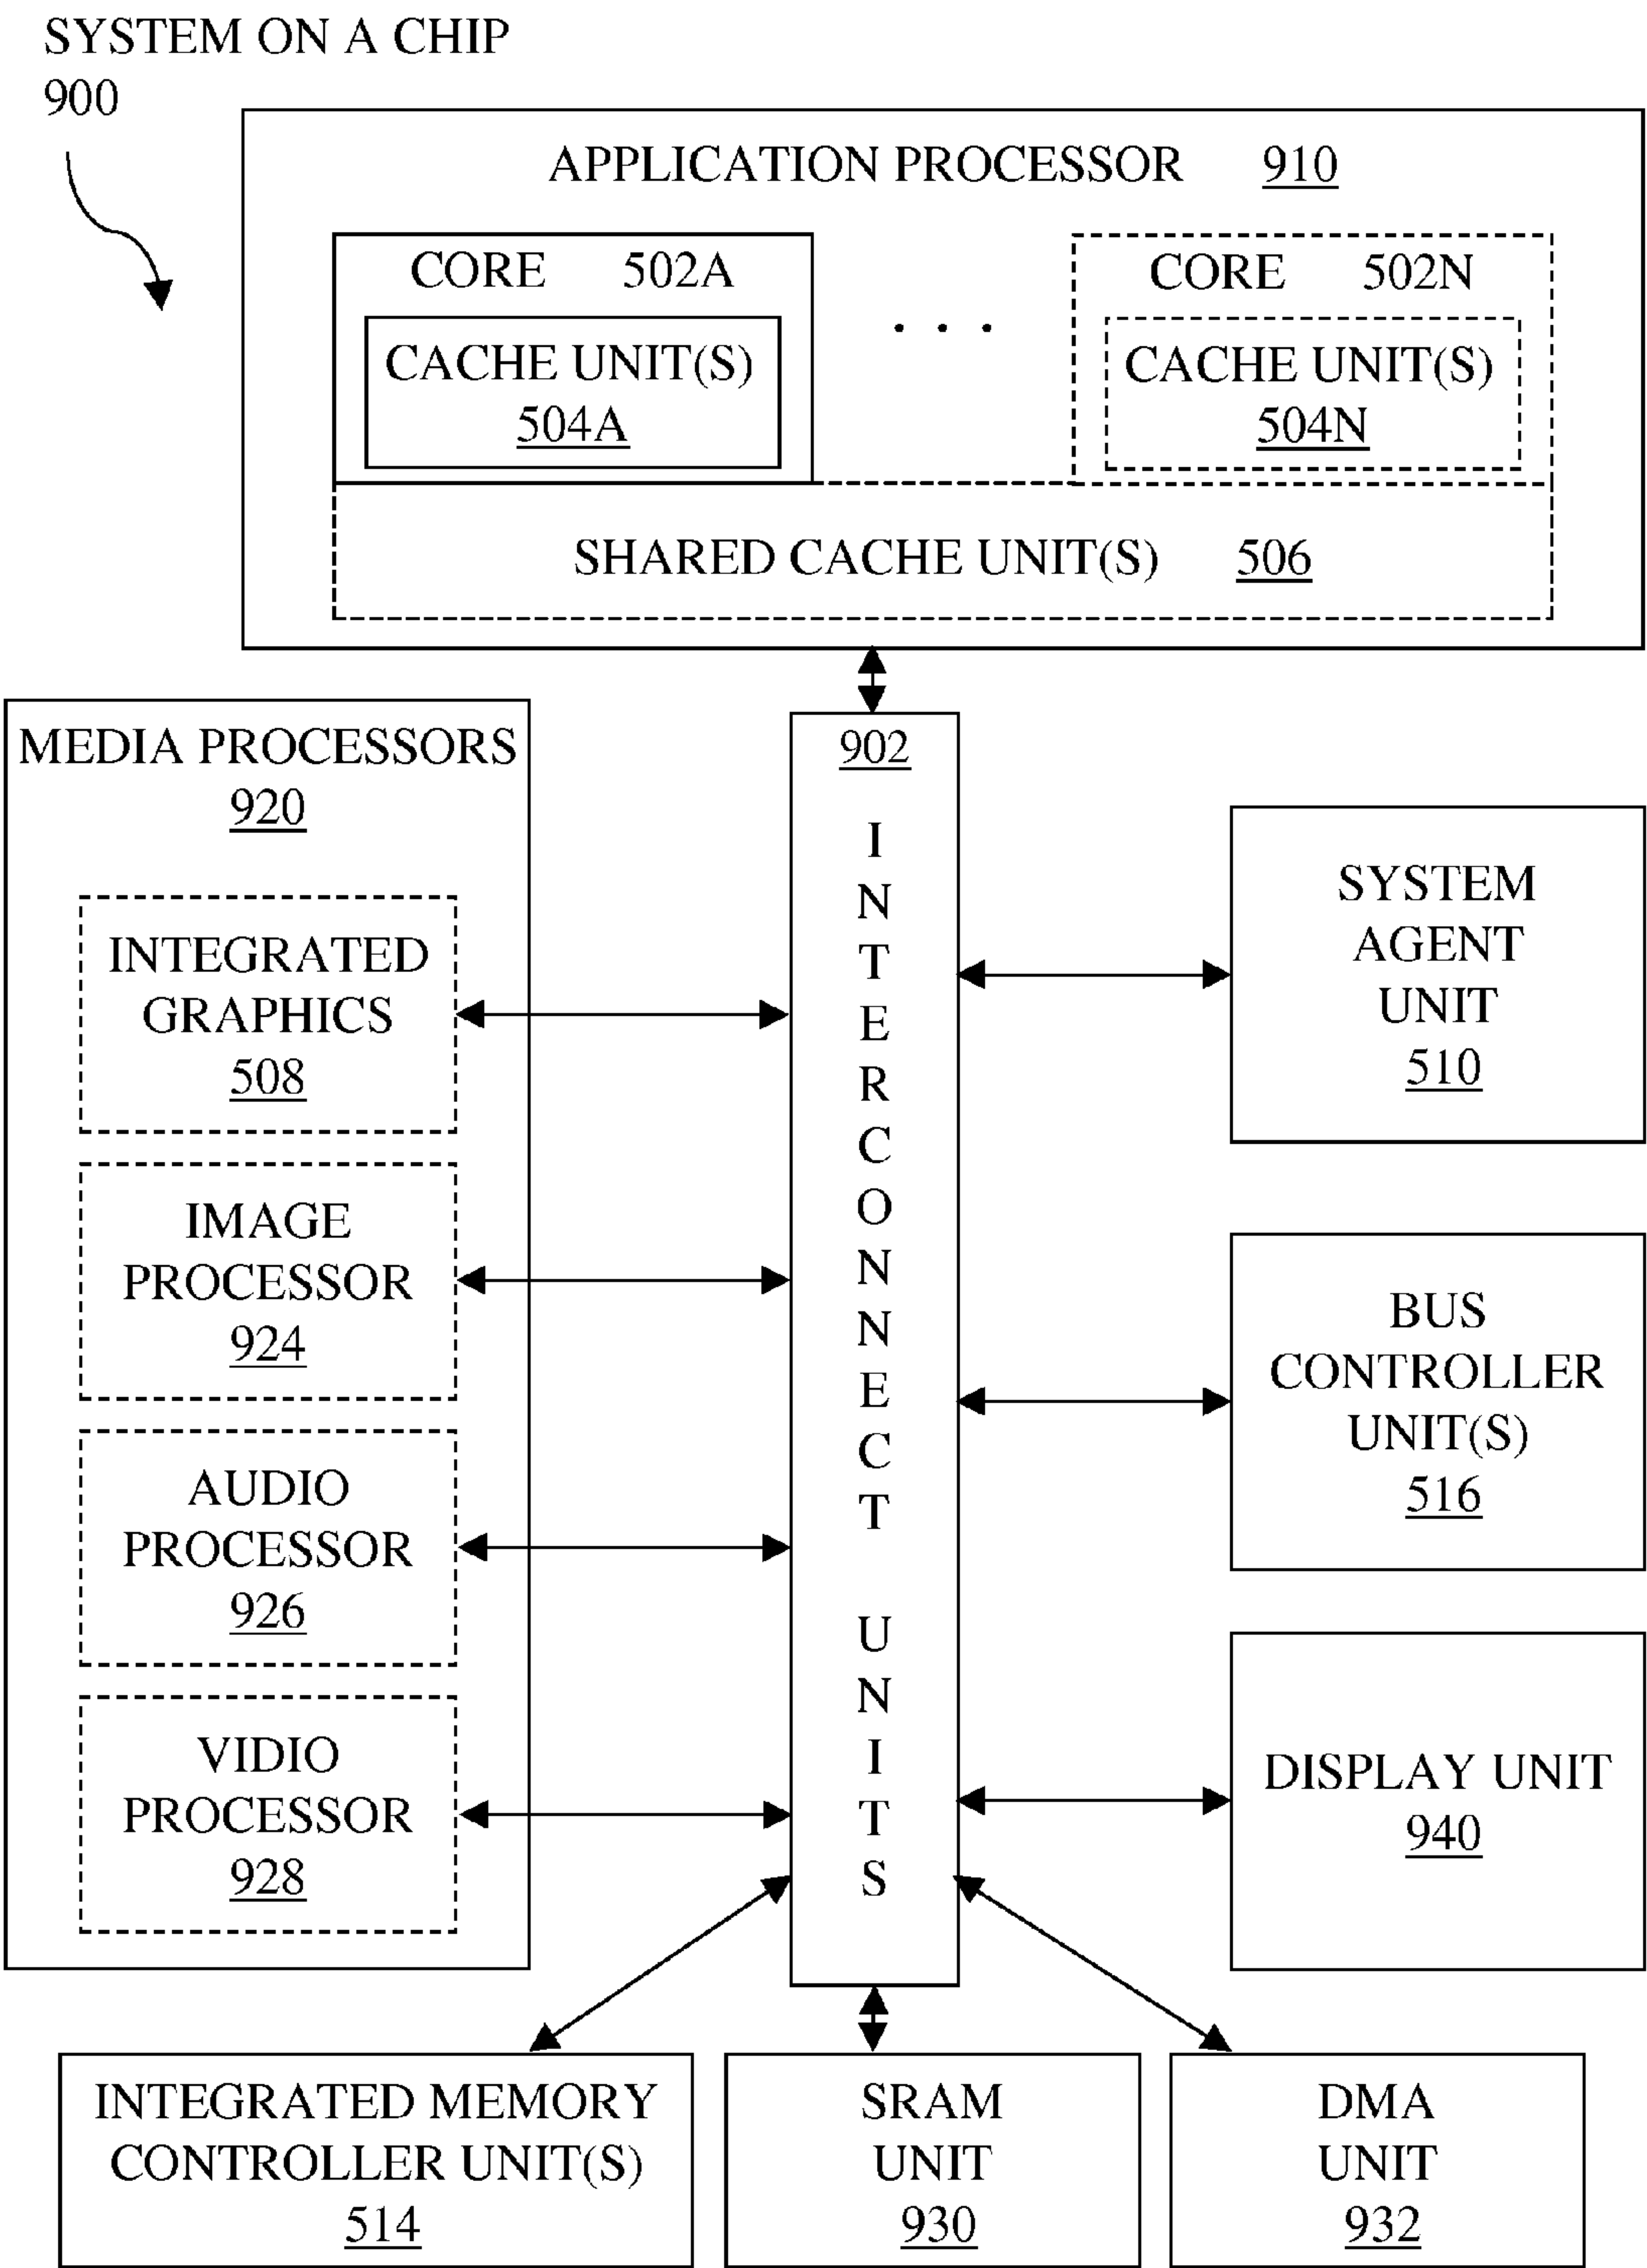 SYSTEM ON A CHIP
900
APPLICATION PROCESSOR 910
CORE 502A
CACHE UNIT(S)
504A
. . .
CORE 502N
CACHE UNIT(S)
504N
SHARED CACHE UNIT(S) 506
MEDIA PROCESSORS
920
INTEGRATED
GRAPHICS
508
IMAGE
PROCESSOR
924
AUDIO
PROCESSOR
926
VIDIO
PROCESSOR
928
902
INTERCONNECT UNITS
SYSTEM
AGENT
UNIT
510
BUS
CONTROLLER
UNIT(S)
516
DISPLAY UNIT
940
INTEGRATED MEMORY
CONTROLLER UNIT(S)
514
SRAM
UNIT
930
DMA
UNIT
932